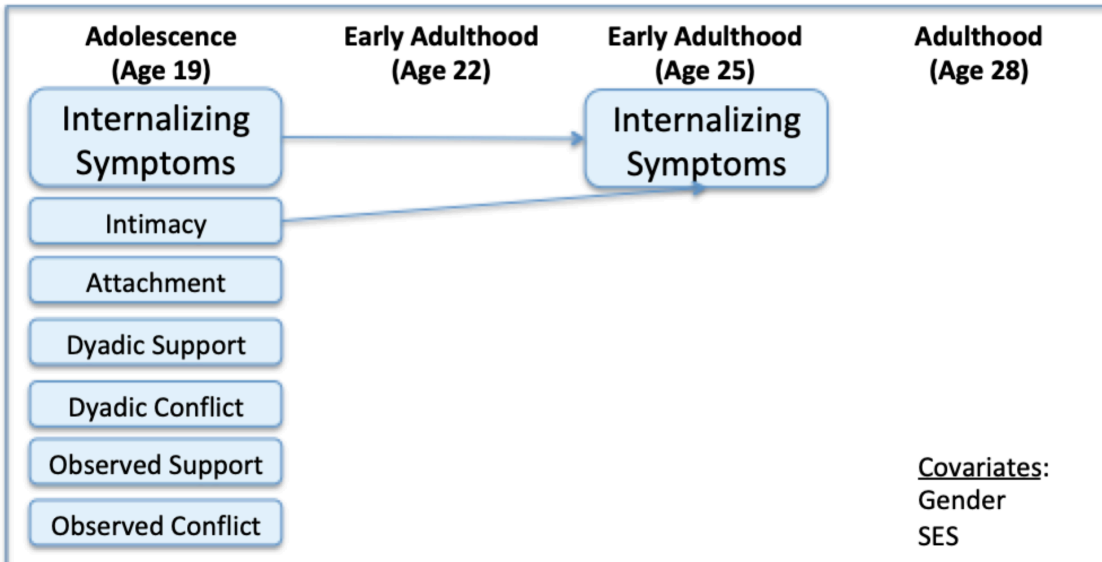 Adolescence
(Age 19)
Early Adulthood
(Age 22)
Early Adulthood
(Age 25)
Adulthood
(Age 28)
Internalizing
Symptoms
Internalizing
Symptoms
Intimacy
Attachment
Dyadic Support
Dyadic Conflict
Observed Support
Observed Conflict
Covariates:
Gender
SES